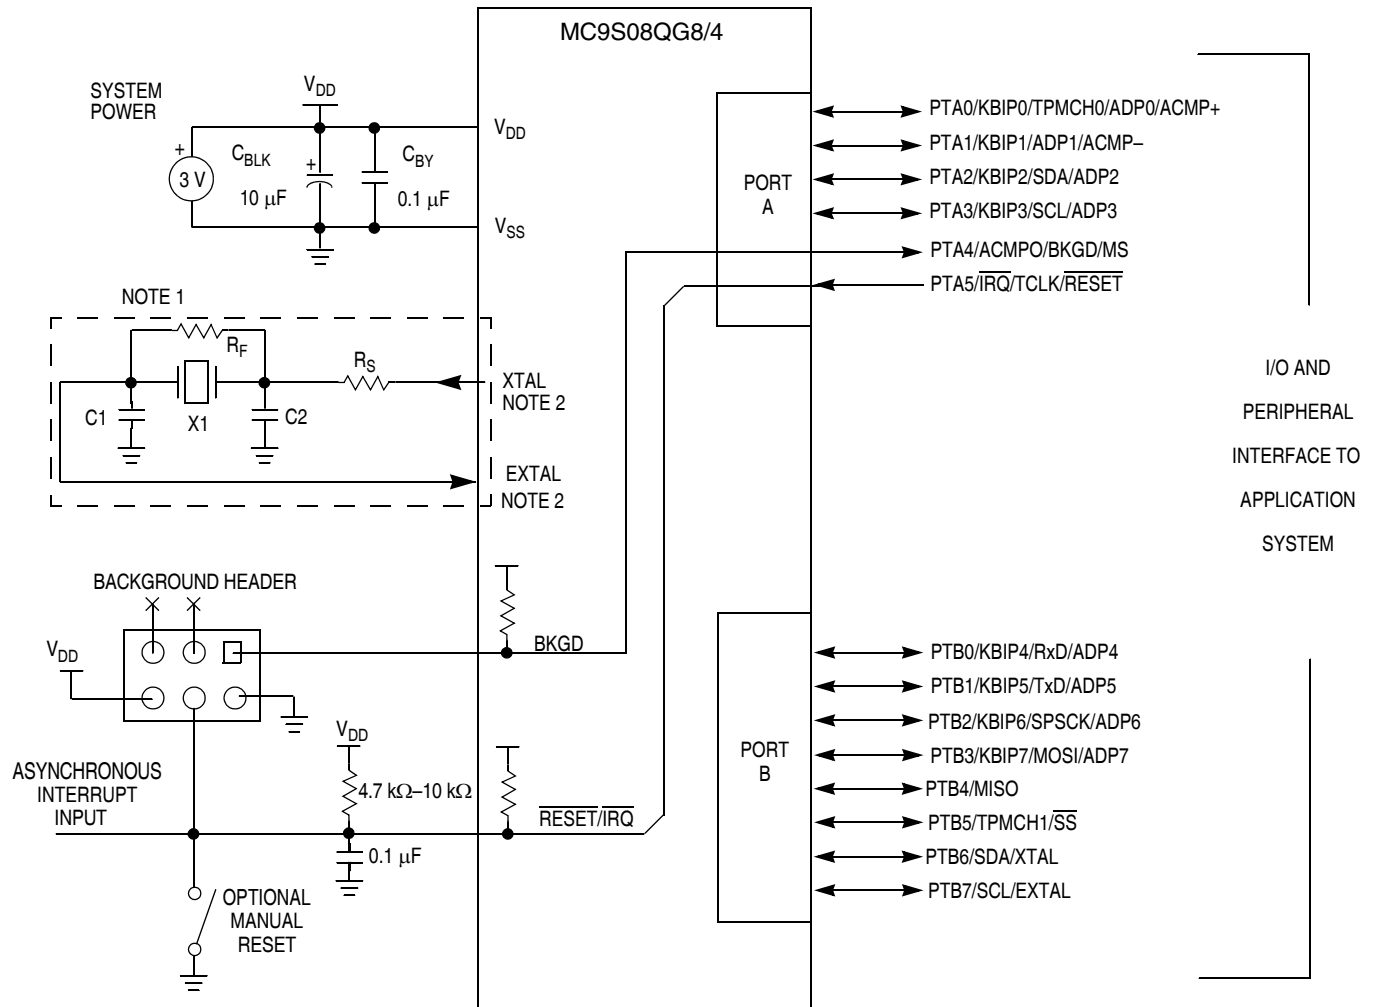 MC9S08QG8/4
SYSTEM
POWER
VDD
VDD
+
3 V
CBLK
10 µF
+
CBY
0.1 µF
VSS
PORT
A
PTA0/KBIP0/TPMCH0/ADP0/ACMP+
PTA1/KBIP1/ADP1/ACMP–
PTA2/KBIP2/SDA/ADP2
PTA3/KBIP3/SCL/ADP3
PTA4/ACMPO/BKGD/MS
PTA5/IRQ/TCLK/RESET
NOTE 1
RF
RS
C1
X1
C2
XTAL
NOTE 2
EXTAL
NOTE 2
I/O AND
PERIPHERAL
INTERFACE TO
APPLICATION
SYSTEM
BACKGROUND HEADER
VDD
BKGD
VDD
4.7 kΩ–10 kΩ
ASYNCHRONOUS
INTERRUPT
INPUT
RESET/IRQ
0.1 µF
OPTIONAL
MANUAL
RESET
PORT
B
PTB0/KBIP4/RxD/ADP4
PTB1/KBIP5/TxD/ADP5
PTB2/KBIP6/SPSCK/ADP6
PTB3/KBIP7/MOSI/ADP7
PTB4/MISO
PTB5/TPMCH1/SS
PTB6/SDA/XTAL
PTB7/SCL/EXTAL